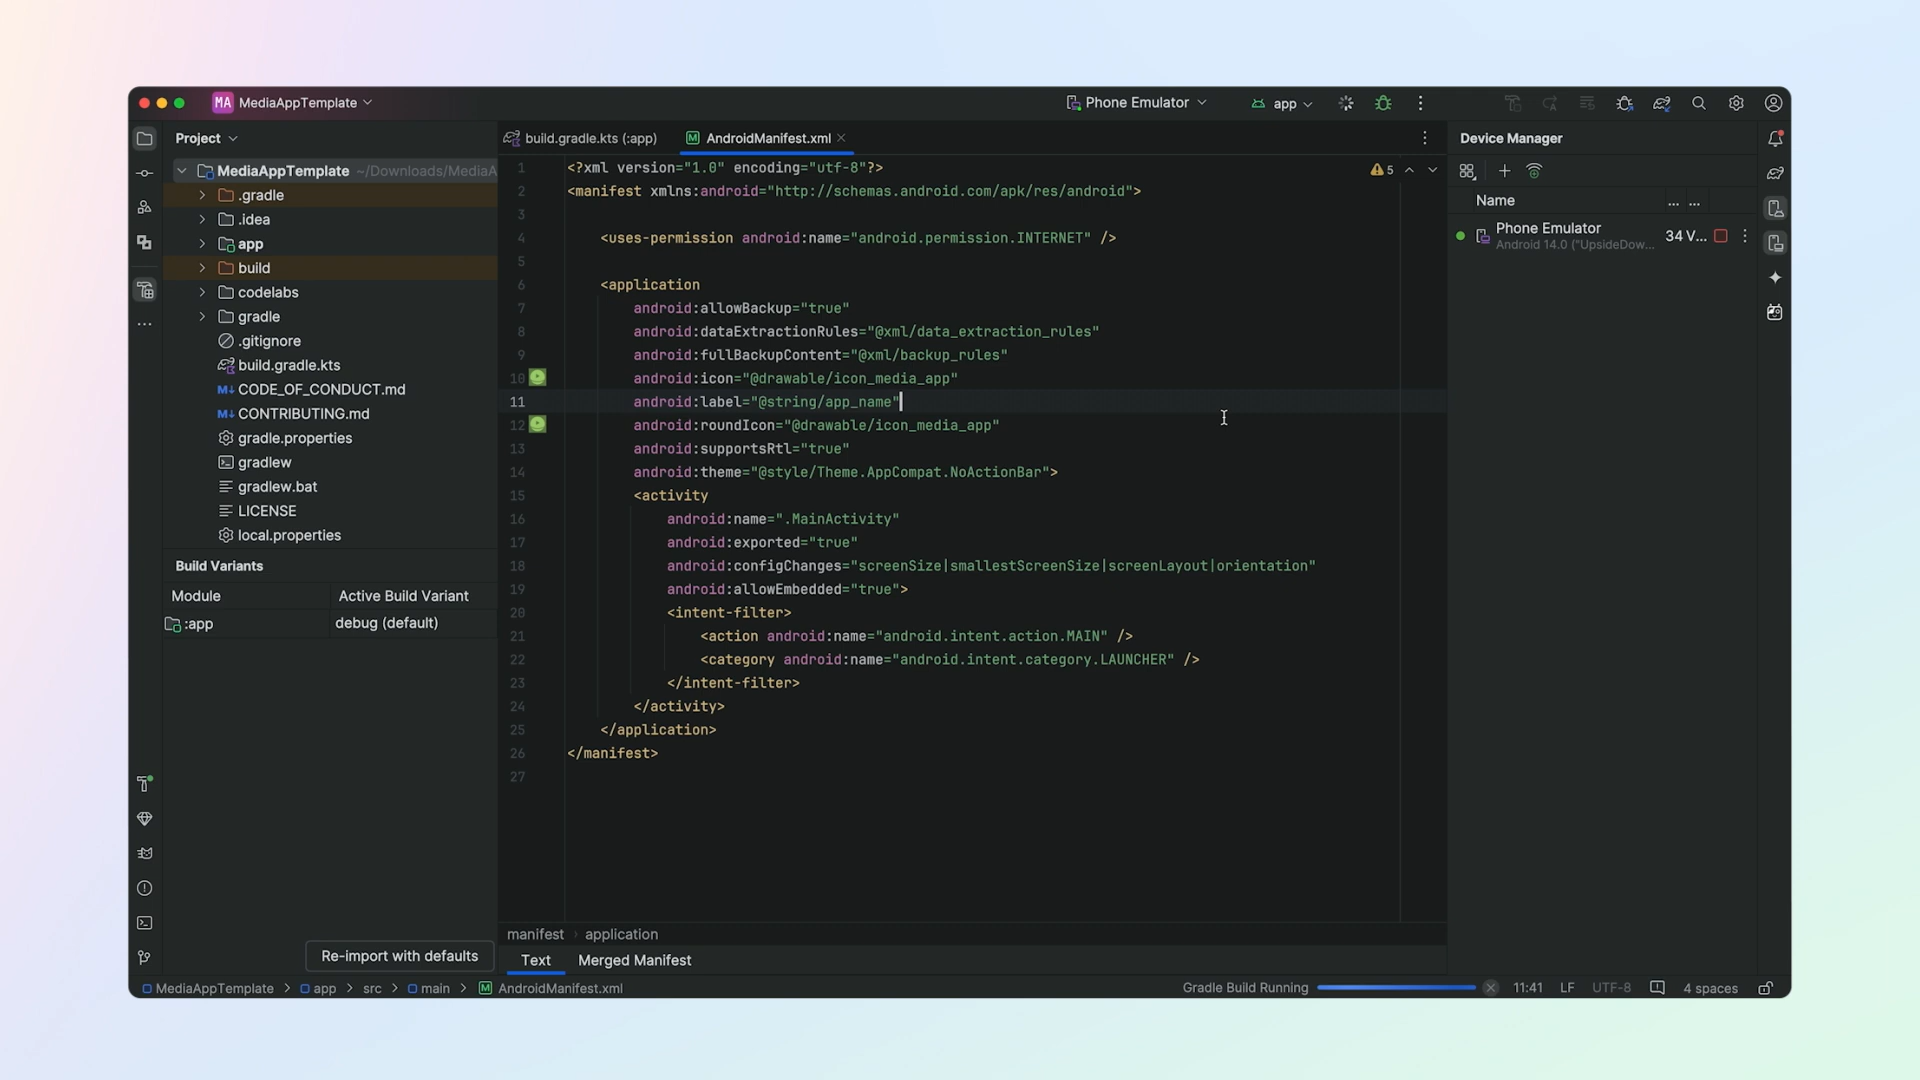 MA MediaAppTemplate
Phone Emulator
app
Project
build.gradle.kts (:app)
AndroidManifest.xml
Device Manager
MediaAppTemplate ~/Downloads/MediaA
.gradle
.idea
app
build
codelabs
gradle
.gitignore
build.gradle.kts
M↓ CODE_OF_CONDUCT.md
M↓ CONTRIBUTING.md
gradle.properties
gradlew
gradlew.bat
LICENSE
local.properties
Build Variants
Module Active Build Variant
:app debug (default)
Re-import with defaults
5
1 <?xml version="1.0" encoding="utf-8"?>
2 <manifest xmlns:android="http://schemas.android.com/apk/res/android">
3
4 <uses-permission android:name="android.permission.INTERNET" />
5
6 <application
7 android:allowBackup="true"
8 android:dataExtractionRules="@xml/data_extraction_rules"
9 android:fullBackupContent="@xml/backup_rules"
10 android:icon="@drawable/icon_media_app"
11 android:label="@string/app_name"
12 android:roundIcon="@drawable/icon_media_app"
13 android:supportsRtl="true"
14 android:theme="@style/Theme.AppCompat.NoActionBar">
15 <activity
16 android:name=".MainActivity"
17 android:exported="true"
18 android:configChanges="screenSize|smallestScreenSize|screenLayout|orientation"
19 android:allowEmbedded="true">
20 <intent-filter>
21 <action android:name="android.intent.action.MAIN" />
22 <category android:name="android.intent.category.LAUNCHER" />
23 </intent-filter>
24 </activity>
25 </application>
26 </manifest>
27
manifest › application
Text Merged Manifest
Name ... ...
Phone Emulator 34 V...
Android 14.0 ("UpsideDow...
MediaAppTemplate > app > src > main > M AndroidManifest.xml
Gradle Build Running 11:41 LF UTF-8 4 spaces